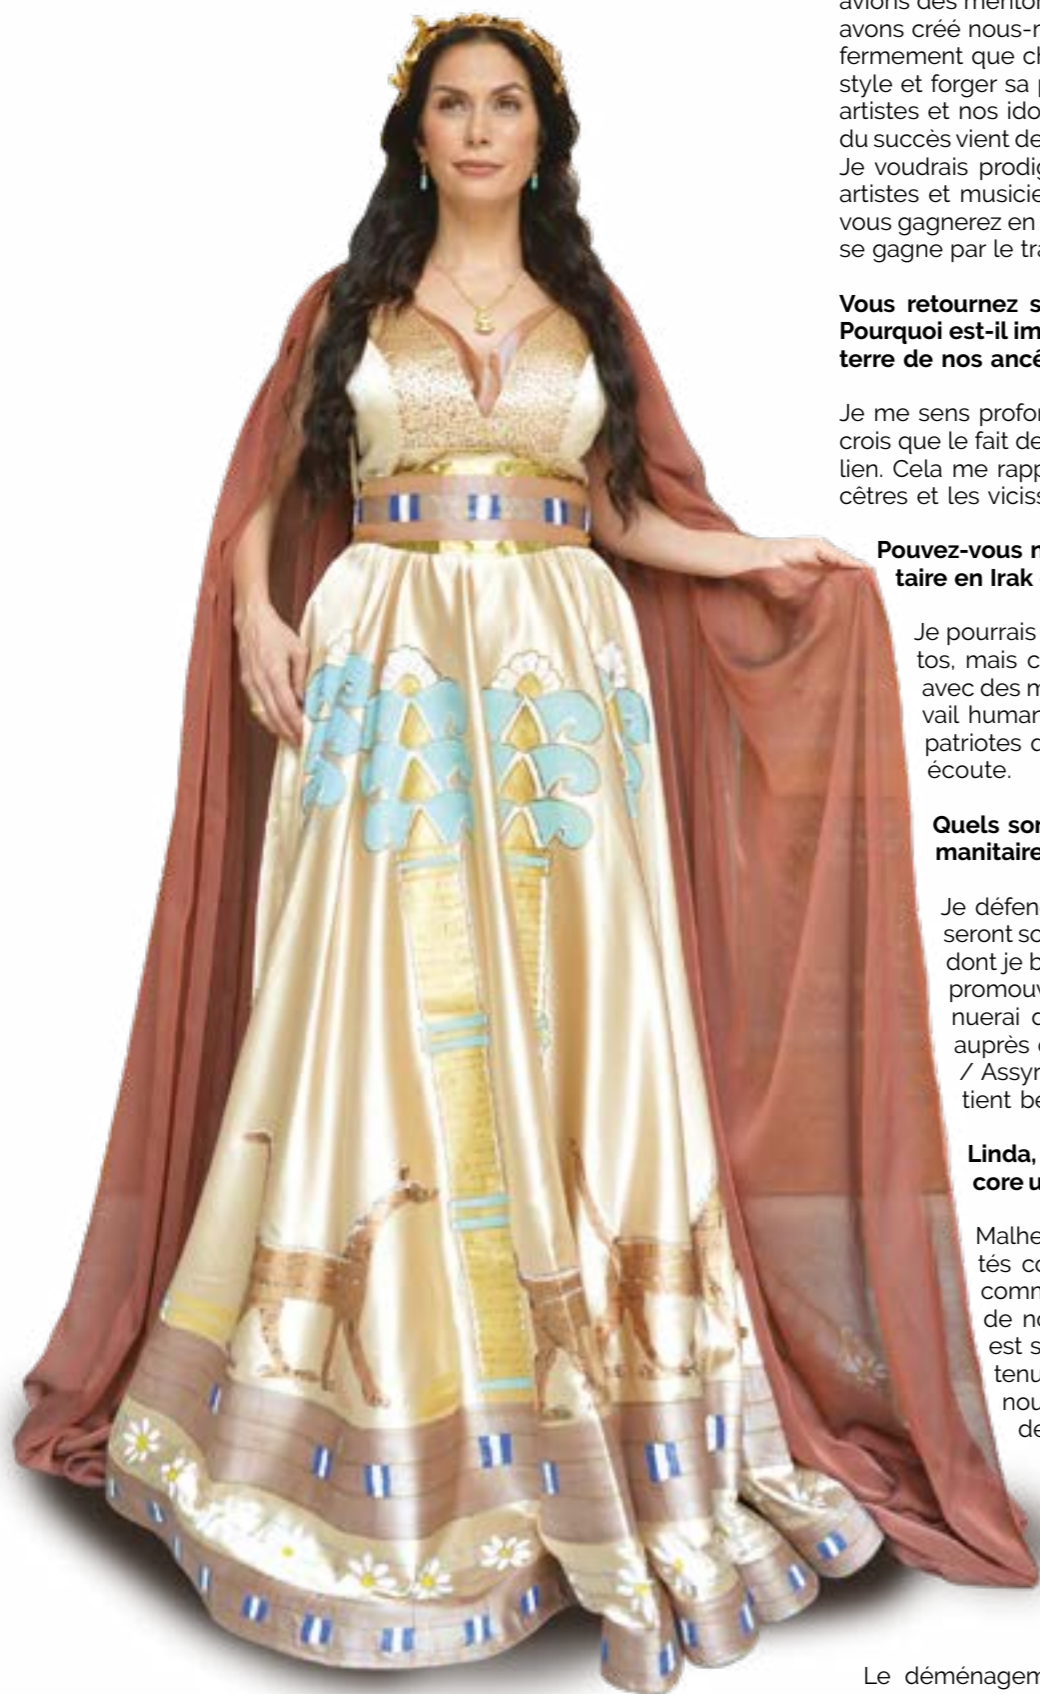 avions des mentor
avons créé nous-m
fermement que ch
style et forger sa p
artistes et nos ido
du succès vient de
Je voudrais prodig
artistes et musicie
vous gagnerez en
se gagne par le tra
Vous retournez s
Pourquoi est-il im
terre de nos ancê
Je me sens profor
crois que le fait de
lien. Cela me rapp
cêtres et les viciss
Pouvez-vous n
taire en Irak
Je pourrais
tos, mais c
avec des m
vail human
patriotes d
écoute.
Quels sor
manitaire
Je défend
seront so
dont je b
promouv
nuerai d
auprès d
/ Assyr
tient be
Linda,
core u
Malhe
tés co
comm
de no
est s
tenu
nou
de
Le déménagem